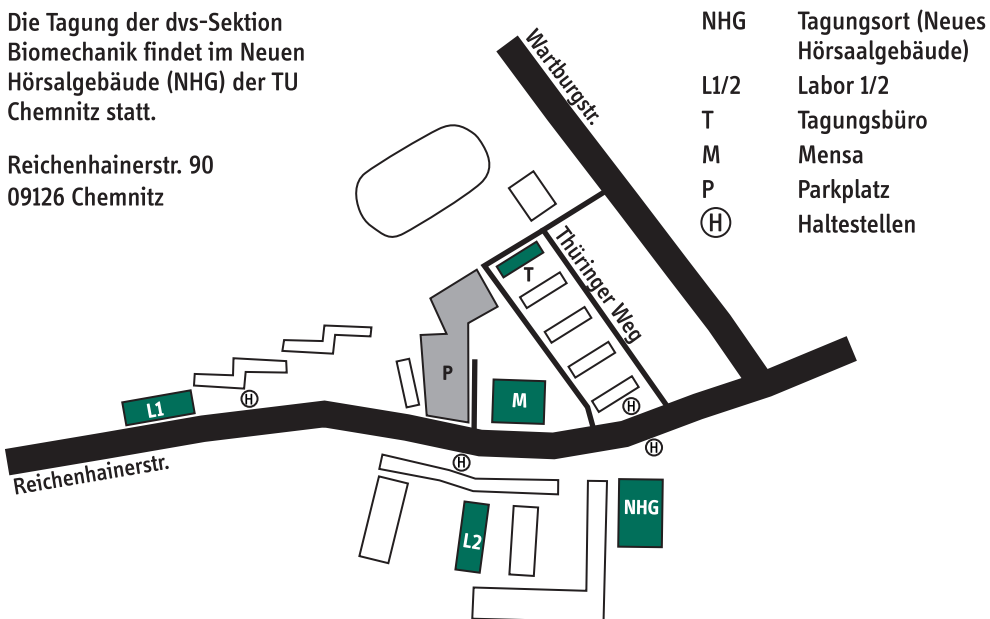 Die Tagung der dvs-Sektion
Biomechanik findet im Neuen
Hörsalgebäude (NHG) der TU
Chemnitz statt.
Reichenhainerstr. 90
09126 Chemnitz
NHG Tagungsort (Neues
Hörsaalgebäude)
L1/2 Labor 1/2
T Tagungsbüro
M Mensa
P Parkplatz
H Haltestellen
Wartburgstr.
Thüringer Weg
T
P
M
L1
H
H
H
H
Reichenhainerstr.
L2
NHG